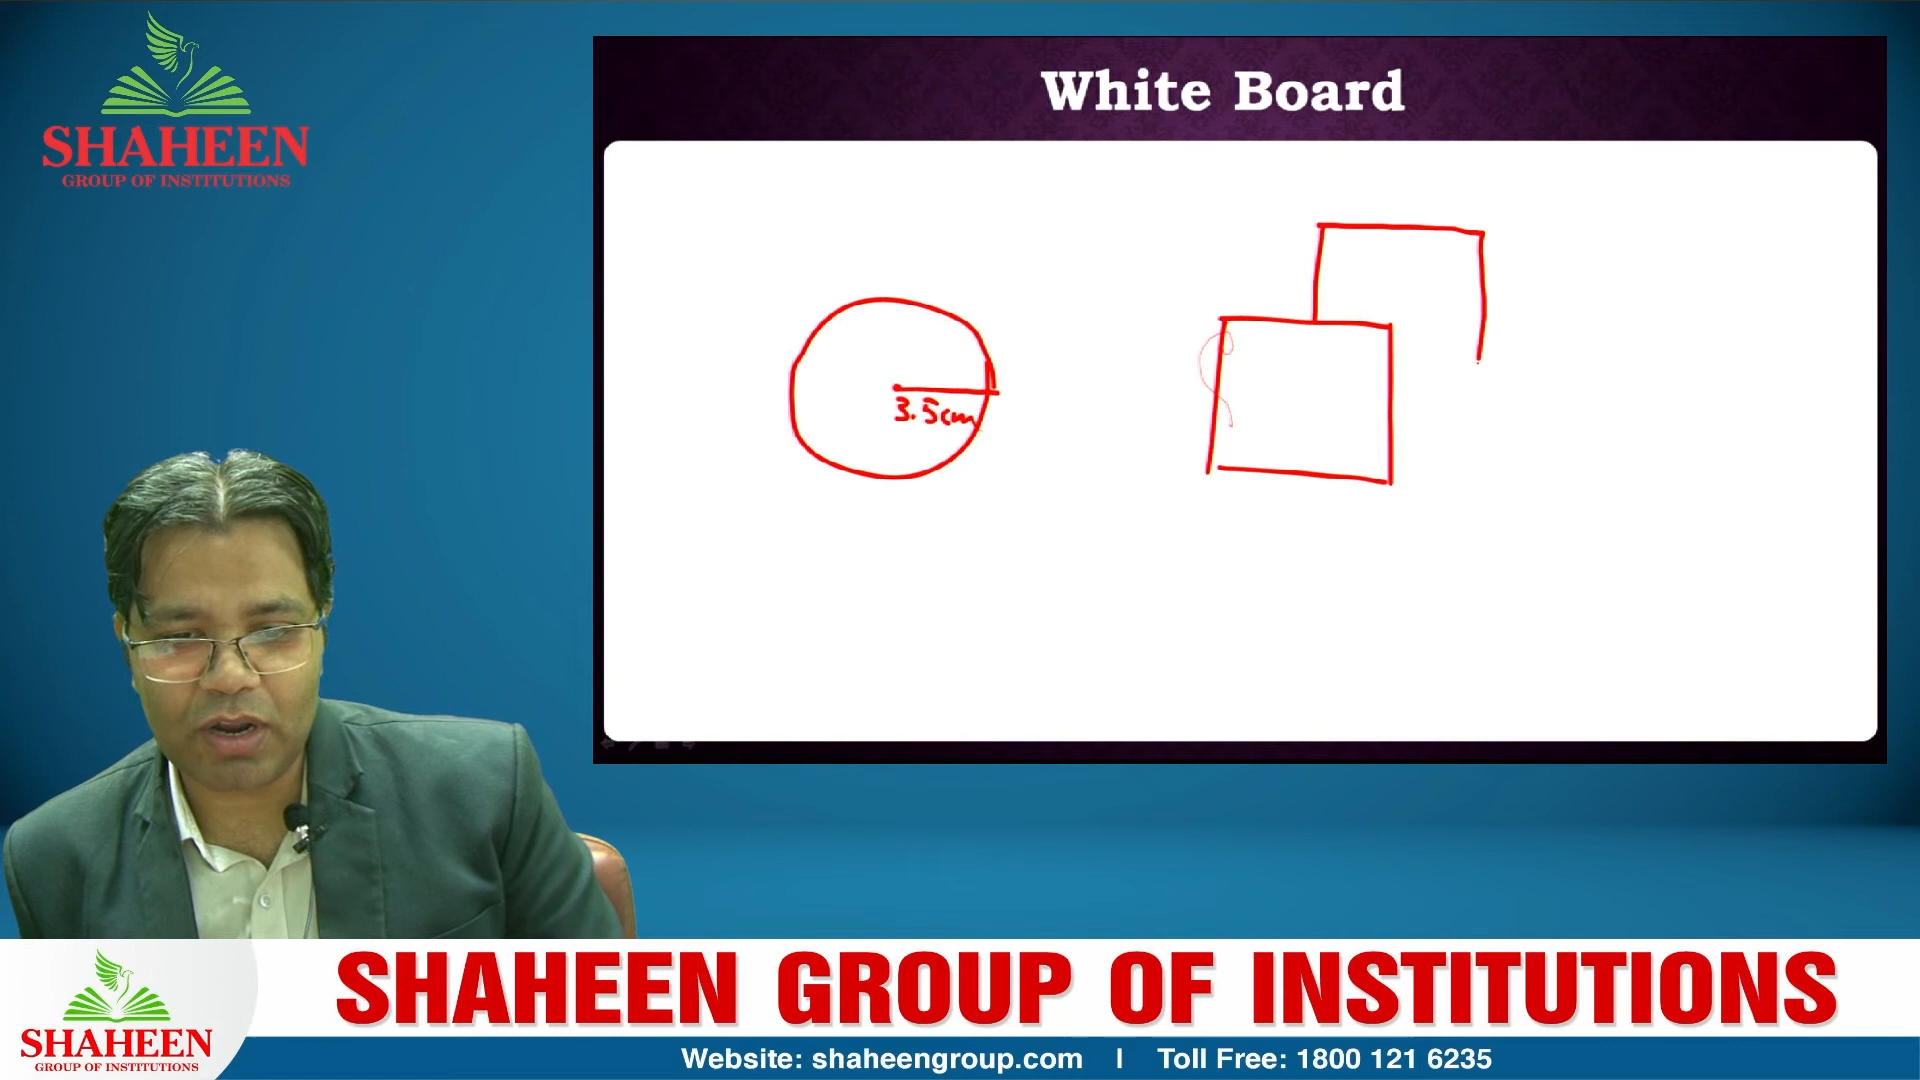 SHAHEEN
GROUP OF INSTITUTIONS
White Board
3.5cm
SHAHEEN
GROUP OF INSTITUTIONS
SHAHEEN GROUP OF INSTITUTIONS
Website: shaheengroup.com I Toll Free: 1800 121 6235